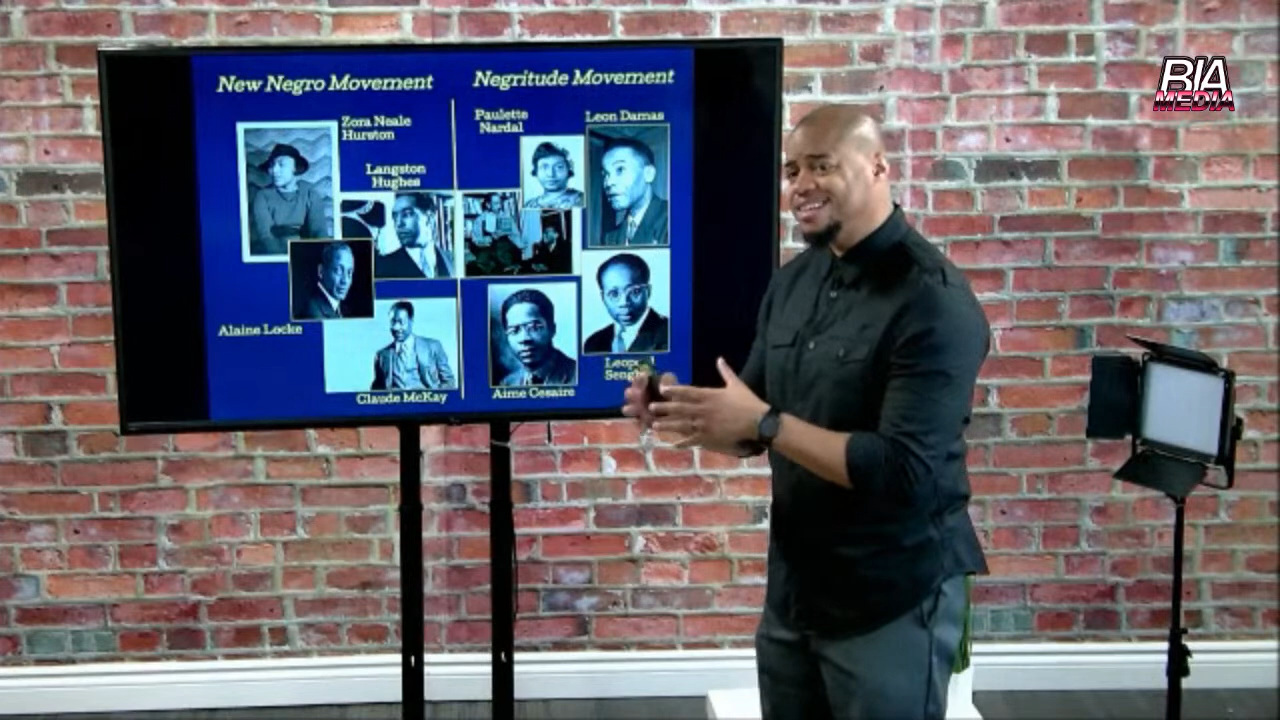 BIA
MEDIA
New Negro Movement
Negritude Movement
Zora Neale
Hurston
Langston
Hughes
Alaine Locke
Claude McKay
Paulette
Nardal
Leon Damas
Aime Cesaire